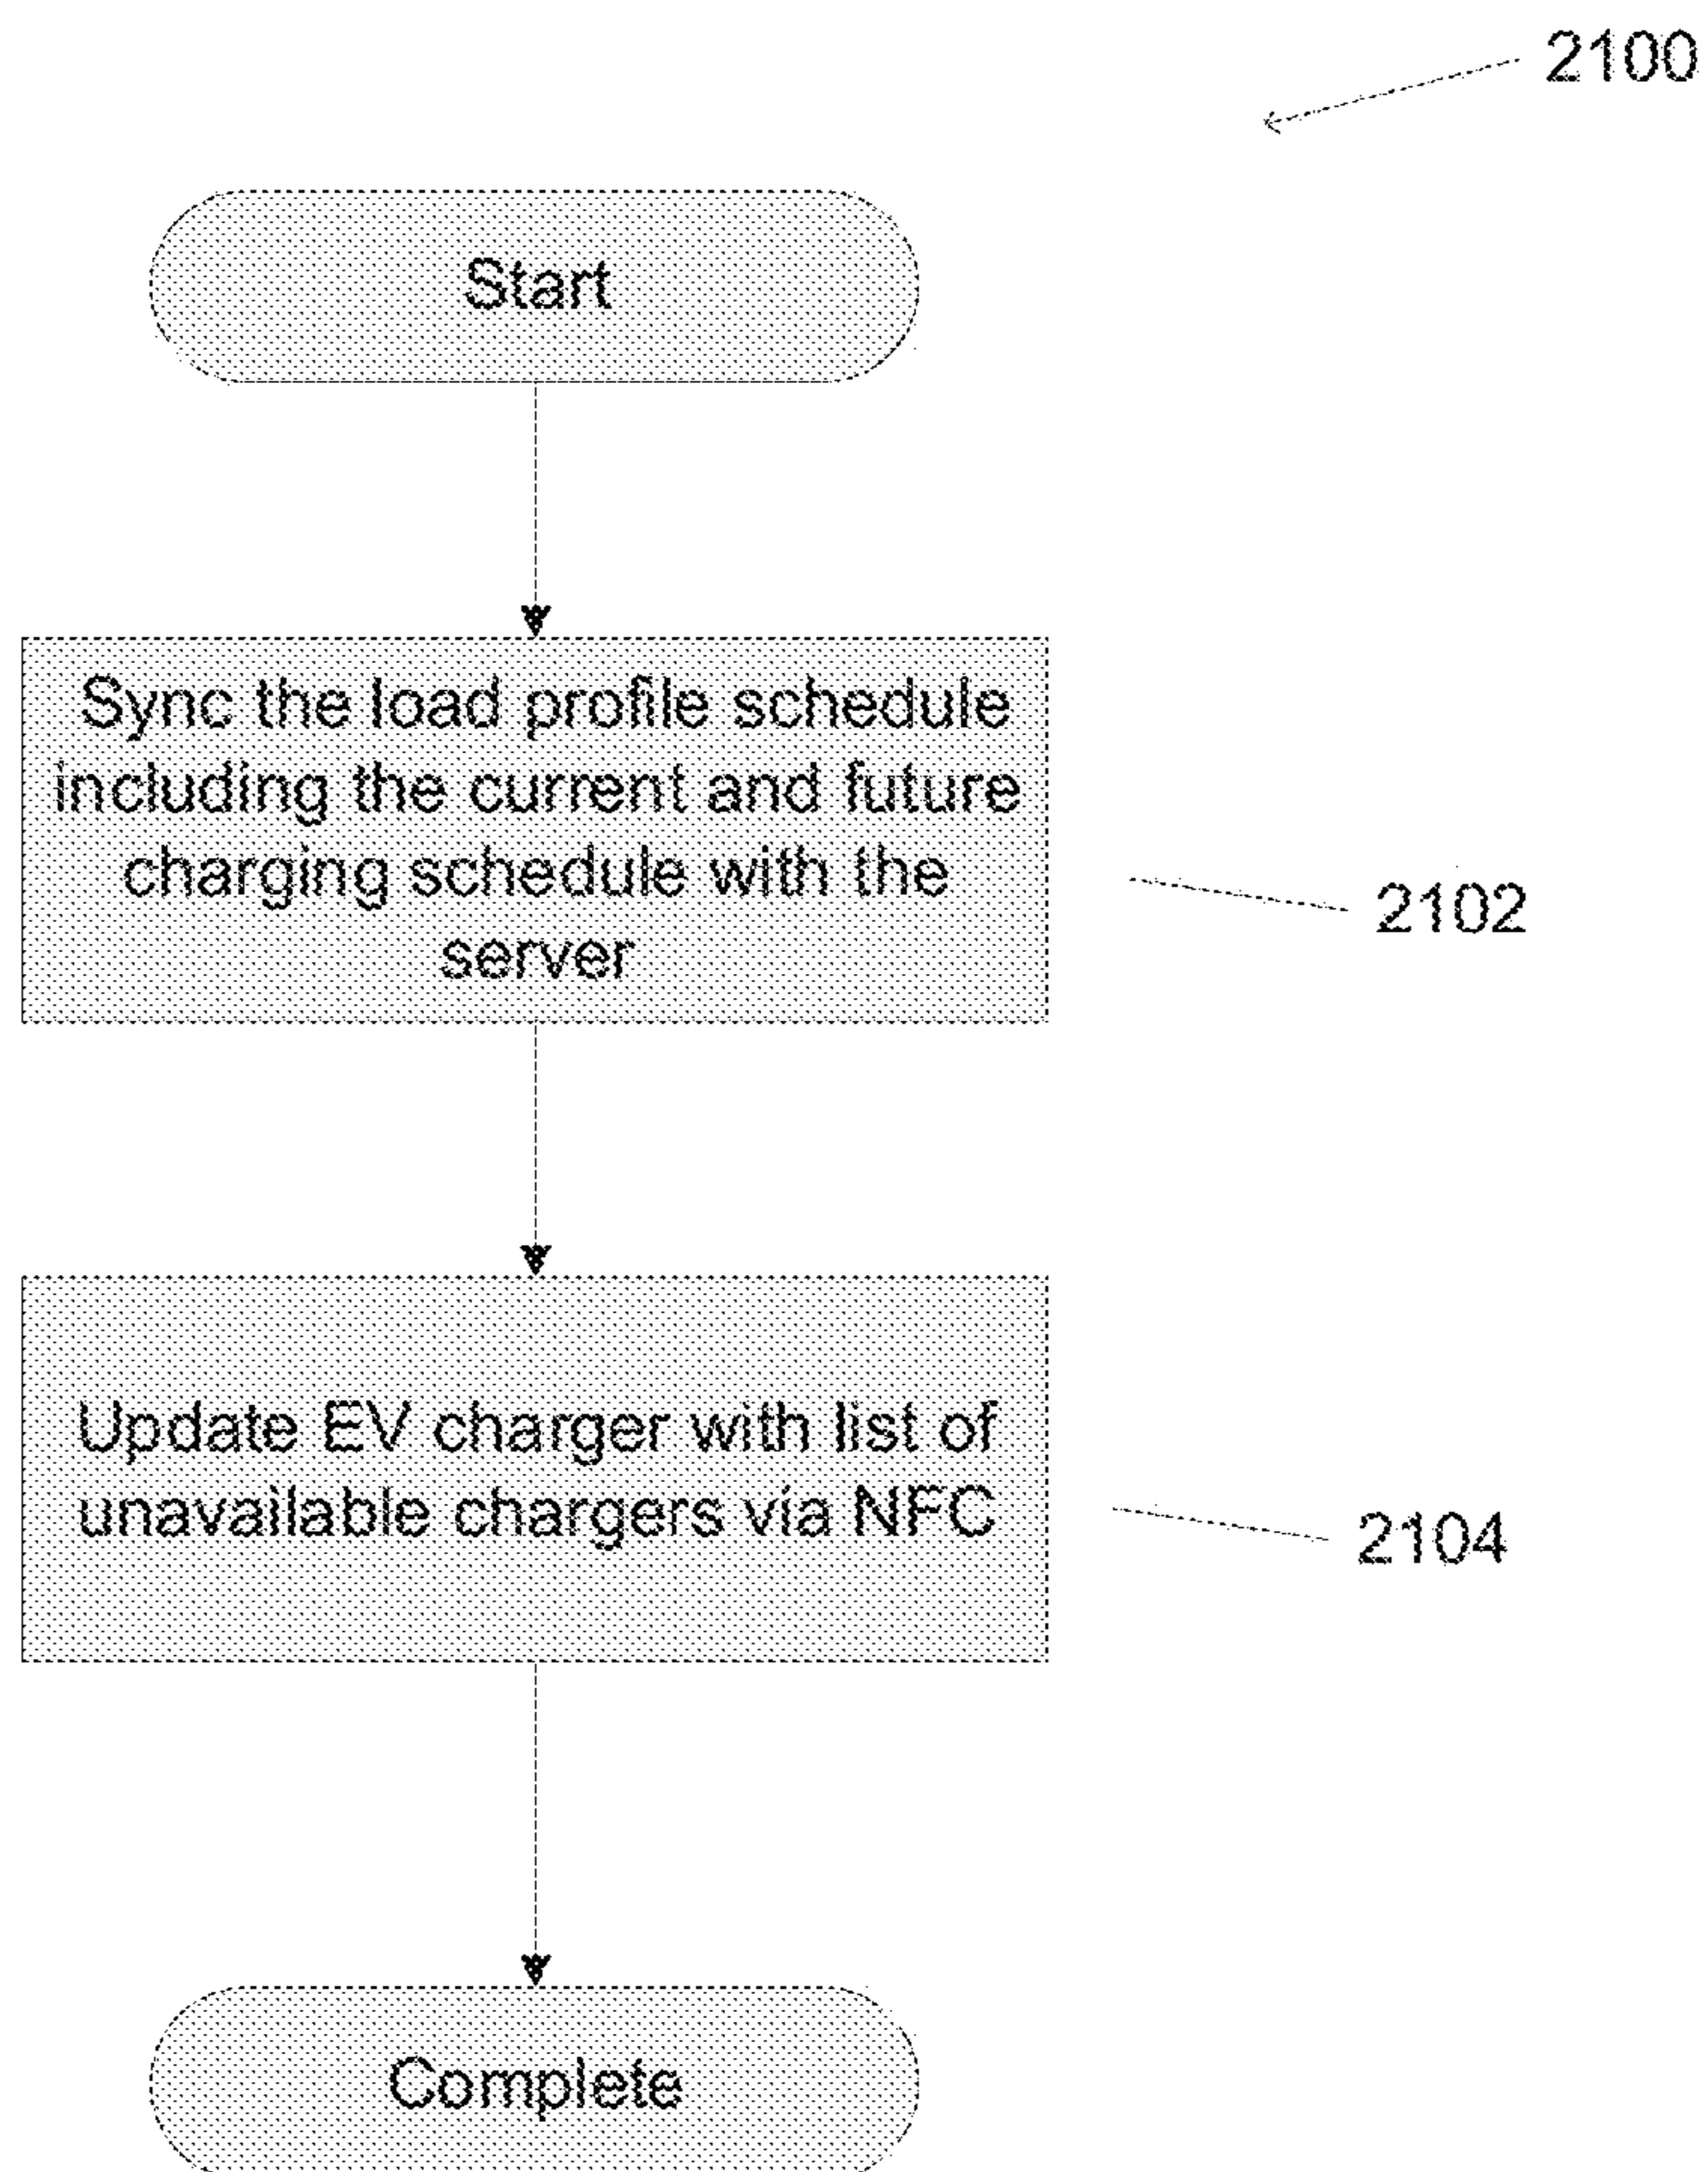 2100
Start
Sync the load profile schedule
including the current and future
charging schedule with the
server
2102
Update EV charger with list of
unavailable chargers via NFC
2104
Complete